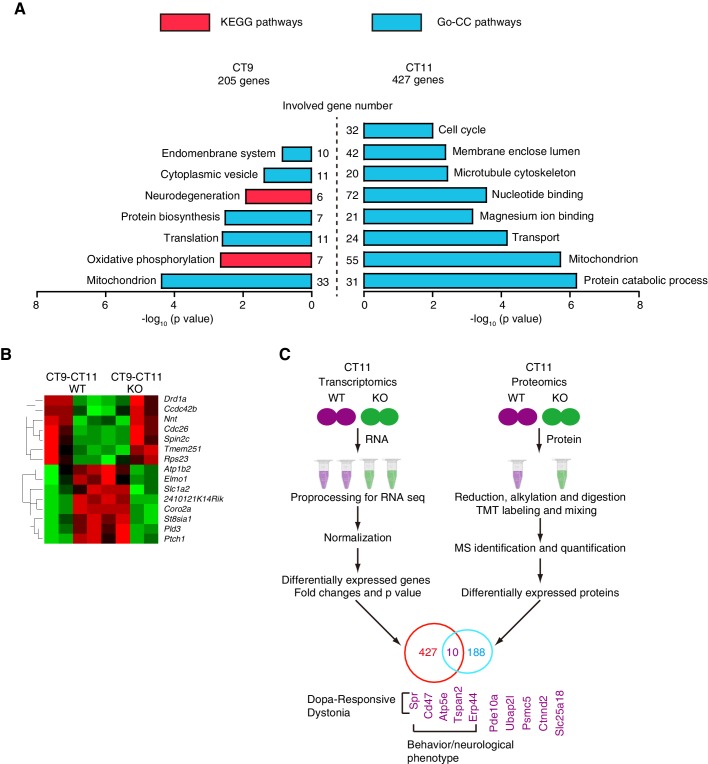 A
KEGG pathways
Go-CC pathways
CT9
205 genes
CT11
427 genes
Involved gene number
32 Cell cycle
Endomenbrane system 10
42 Membrane enclose lumen
Cytoplasmic vesicle 11
20 Microtubule cytoskeleton
Neurodegeneration 6
72 Nucleotide binding
Protein biosynthesis 7
21 Magnesium ion binding
Translation 11
24 Transport
Oxidative phosphorylation 7
55 Mitochondrion
Mitochondrion 33
31 Protein catabolic process
8 6 4 2 0
0 2 4 6 8
-log10 (p value)
-log10 (p value)
B
CT9-CT11 CT9-CT11
WT KO
Drd1a
Ccdc42b
Nnt
Cdc26
Spin2c
Tmem251
Rps23
Atp1b2
Elmo1
Slc1a2
2410121K14Rik
Coro2a
St8sia1
Pld3
Ptch1
C
CT11
Transcriptomics
WT KO
RNA
Proprocessing for RNA seq
Normalization
Differentially expressed genes
Fold changes and p value
CT11
Proteomics
WT KO
Protein
Reduction, alkylation and digestion
TMT labeling and mixing
MS identification and quantification
Differentially expressed proteins
427 10 188
Dopa-Responsive
Dystonia
Spr
Cd47
Atp5e
Tspan2
Erp44
Pde10a
Ubap2l
Psmc5
Ctnnd2
Slc25a18
Behavior/neurological
phenotype